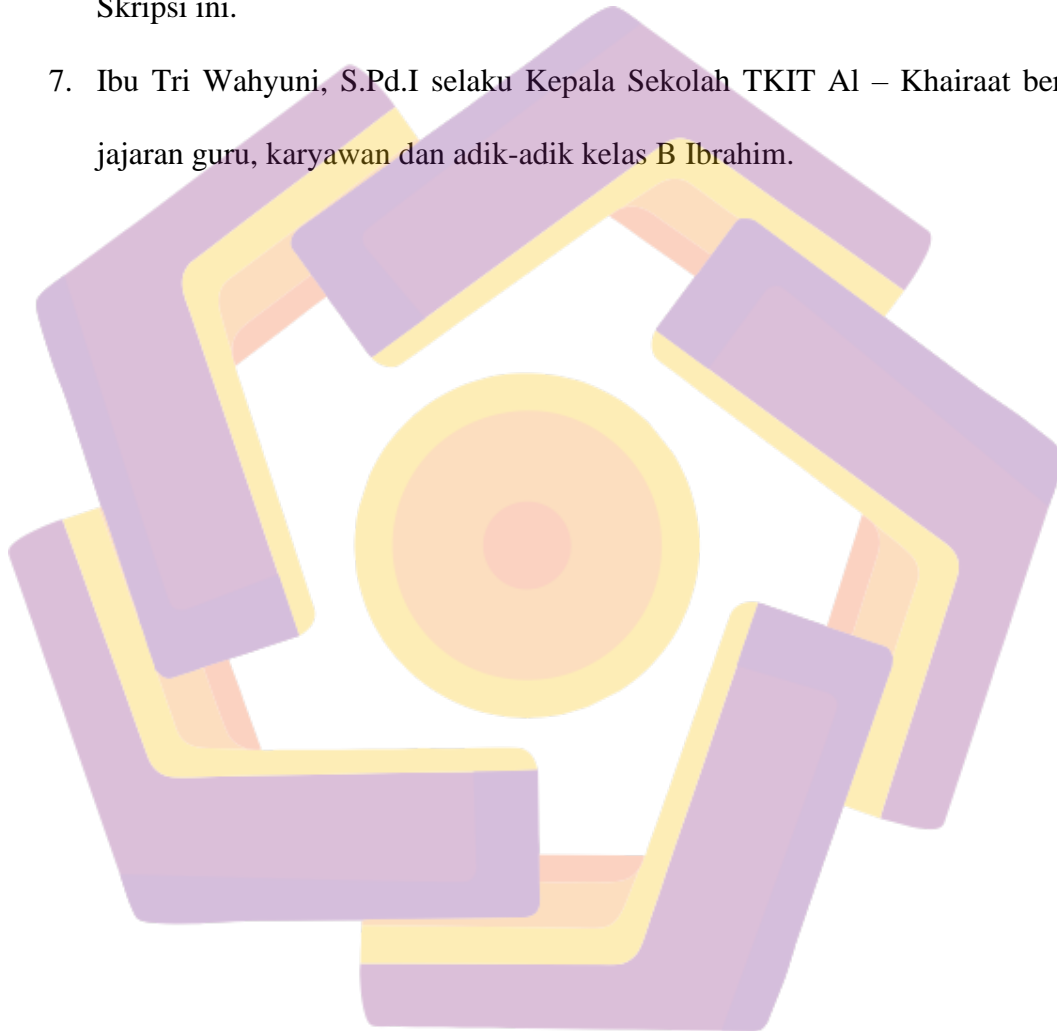 Skripsi ini.
7. Ibu Tri Wahyuni, S.Pd.I selaku Kepala Sekolah TKIT Al – Khairaat
jajaran guru, karyawan dan adik-adik kelas B Ibrahim.